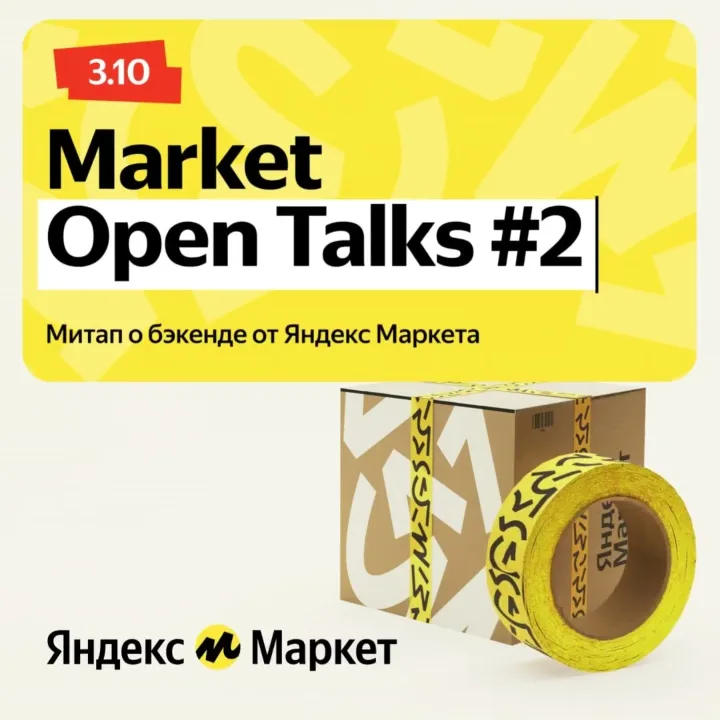 3.10
Market
Open Talks #2
Митап о бэкенде от Яндекс Маркета
Яндекс Маркет